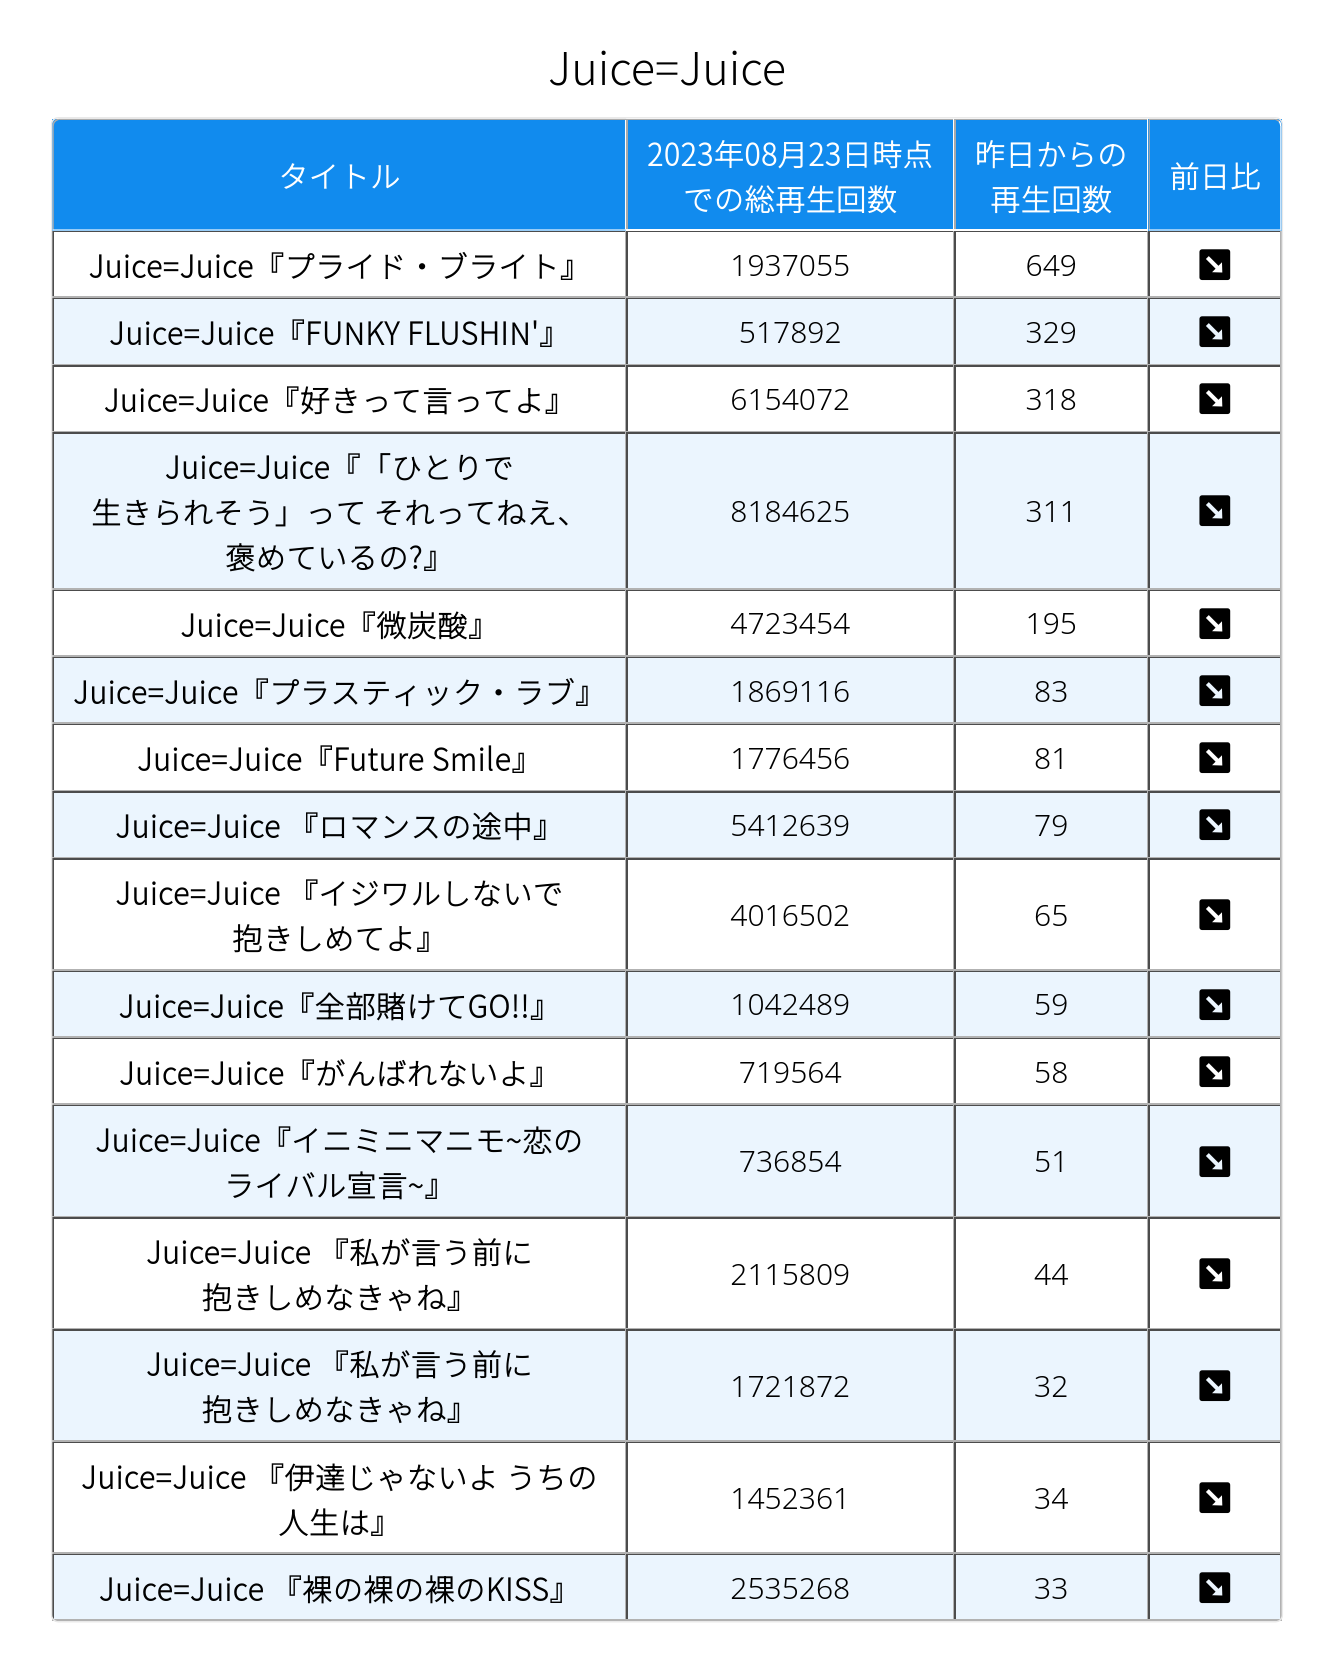 Juice=Juice
タイトル
2023年08月23日時点
での総再生回数
昨日からの
再生回数
前日比
Juice=Juice『プライド・ブライト』
1937055
649
Juice=Juice『FUNKY FLUSHIN'』
517892
329
Juice=Juice『好きって言ってよ』
6154072
318
Juice=Juice『「ひとりで
生きられそう」って それってねえ、
褒めているの?』
8184625
311
Juice=Juice『微炭酸』
4723454
195
Juice=Juice『プラスティック・ラブ』
1869116
83
Juice=Juice『Future Smile』
1776456
81
Juice=Juice 『ロマンスの途中』
5412639
79
Juice=Juice 『イジワルしないで
抱きしめてよ』
4016502
65
Juice=Juice『全部賭けてGO!!』
1042489
59
Juice=Juice『がんばれないよ』
719564
58
Juice=Juice『イニミニマニモ~恋の
ライバル宣言~』
736854
51
Juice=Juice 『私が言う前に
抱きしめなきゃね』
2115809
44
Juice=Juice 『私が言う前に
抱きしめなきゃね』
1721872
32
Juice=Juice 『伊達じゃないよ うちの
人生は』
1452361
34
Juice=Juice 『裸の裸の裸のKISS』
2535268
33